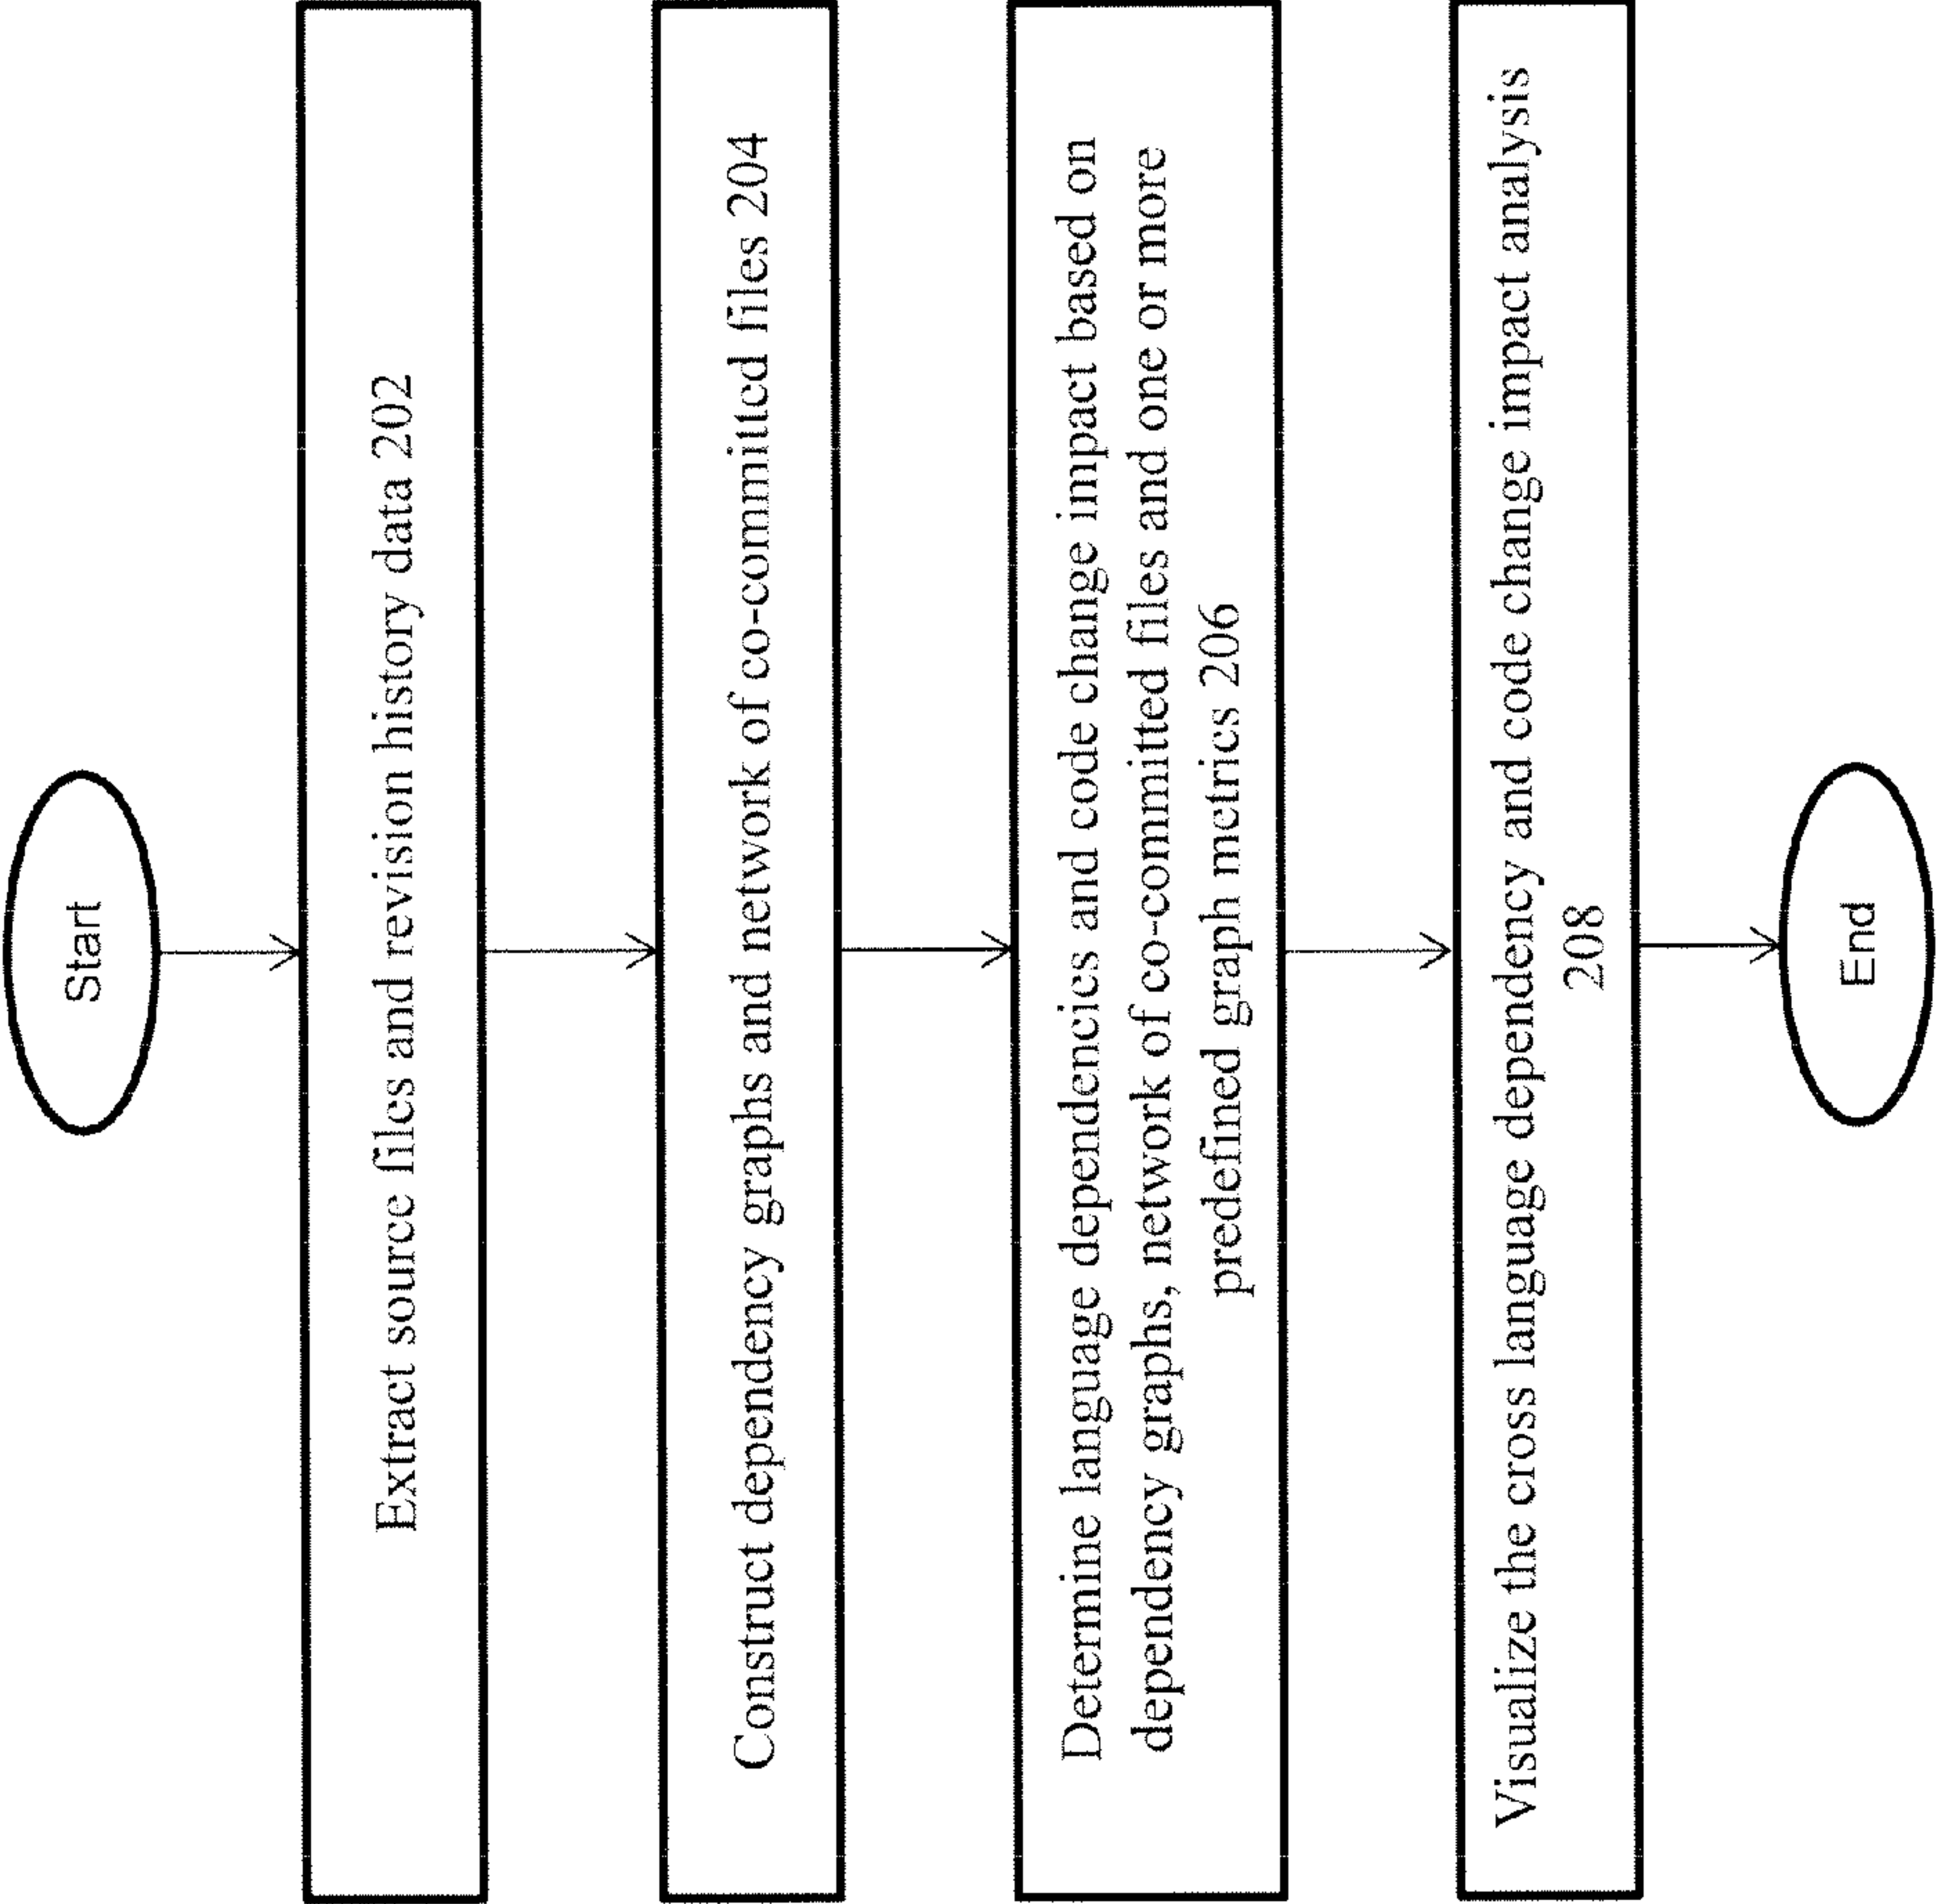 Start
Extract source files and revision history data 202
Construct dependency graphs and network of co-committed files 204
Determine language dependencies and code change impact based on
dependency graphs, network of co-committed files and one or more
predefined graph metrics 206
Visualize the cross language dependency and code change impact analysis
208
End